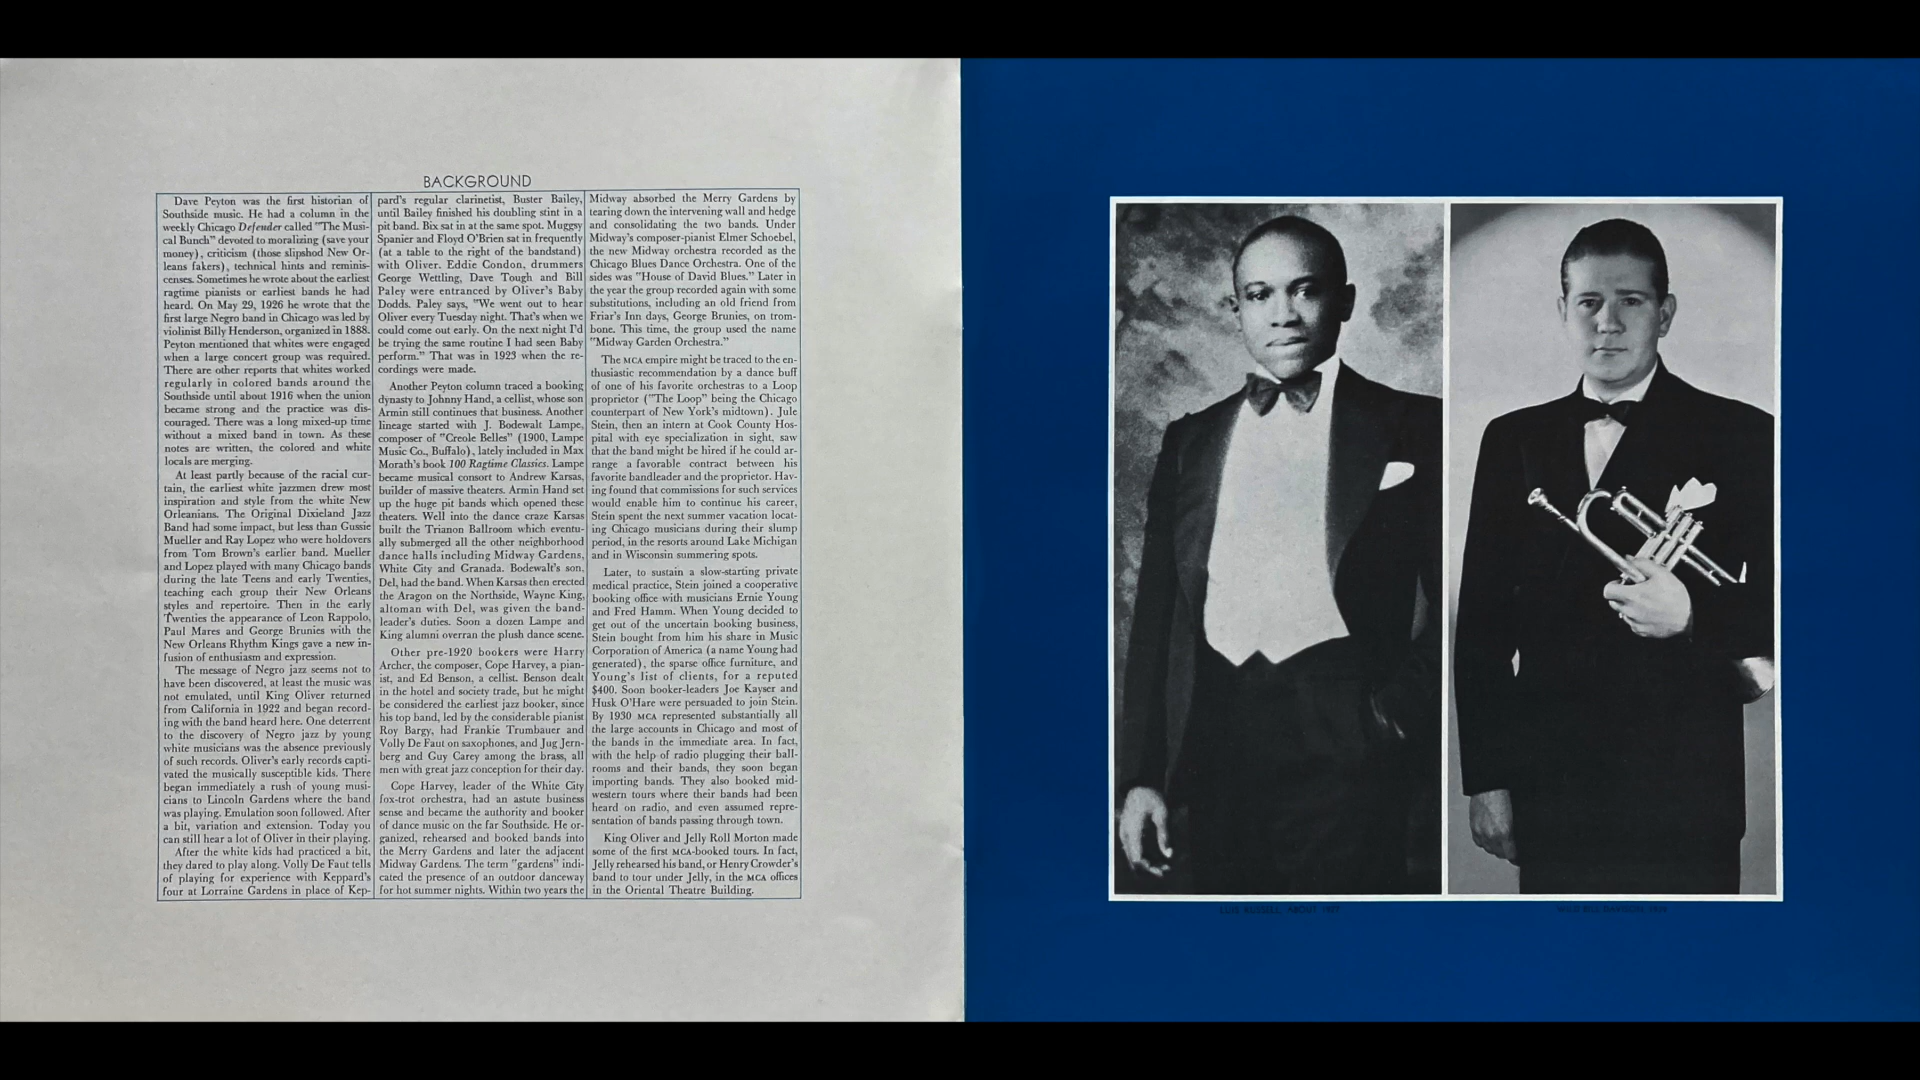 BACKGROUND
Dave Peyton was the first historian of
Southside music. He had a column in the
weekly Chicago Defender called "The Musi-
cal Bunch" devoted to moralizing (save your
money), criticism (those slipshod New Or-
leans fakers), technical hints and reminis-
censes. Sometimes he wrote about the earliest
ragtime pianists or earliest bands he had
heard. On May 29, 1926 he wrote that the
first large Negro band in Chicago was led by
violinist Billy Henderson, organized in 1888.
Peyton mentioned that whites were engaged
when a large concert group was required.
There are other reports that whites worked
regularly in colored bands around the
Southside until about 1916 when the union
became strong and the practice was dis-
couraged. There was a long mixed-up time
without a mixed band in town. As these
notes are written, the colored and white
locals are merging.
At least partly because of the racial cur-
tain, the earliest white jazzmen drew most
inspiration and style from the white New
Orleanians. The Original Dixieland Jazz
Band had some impact, but less than Gussie
Mueller and Ray Lopez who were holdovers
from Tom Brown's earlier band. Mueller
and Lopez played with many Chicago bands
during the late Teens and early Twenties,
teaching each group their New Orleans
styles and repertoire. Then in the early
Twenties the appearance of Leon Rappolo,
Paul Mares and George Brunies with the
New Orleans Rhythm Kings gave a new in-
fusion of enthusiasm and expression.
The message of Negro jazz seems not to
have been discovered, at least the music was
not emulated, until King Oliver returned
from California in 1922 and began record-
ing with the band heard here. One deterrent
to the discovery of Negro jazz by young
white musicians was the absence previously
of such records. Oliver's early records capti-
vated the musically susceptible kids. There
began immediately a rush of young musi-
cians to Lincoln Gardens where the band
was playing. Emulation soon followed. After
a bit, variation and extension. Today you
can still hear a lot of Oliver in their playing.
After the white kids had practiced a bit,
they dared to play along. Volly De Faut tells
of playing for experience with Keppard's
four at Lorraine Gardens in place of Kep-
pard's regular clarinetist, Buster Bailey,
until Bailey finished his doubling stint in a
pit band. Bix sat in at the same spot. Muggsy
Spanier and Floyd O'Brien sat in frequently
(at a table to the right of the bandstand)
with Oliver. Eddie Condon, drummers
George Wettling, Dave Tough and Bill
Paley were entranced by Oliver's Baby
Dodds. Paley says, "We went out to hear
Oliver every Tuesday night. That's when we
could come out early. On the next night I'd
be trying the same routine I had seen Baby
perform." That was in 1923 when the re-
cordings were made.
Another Peyton column traced a booking
dynasty to Johnny Hand, a cellist, whose son
Armin still continues that business. Another
lineage started with J. Bodewalt Lampe,
composer of "Creole Belles" (1900, Lampe
Music Co., Buffalo), lately included in Max
Morath's book 100 Ragtime Classics. Lampe
became musical consort to Andrew Karsas,
builder of massive theaters. Armin Hand set
up the huge pit bands which opened these
theaters. Well into the dance craze Karsas
built the Trianon Ballroom which eventu-
ally submerged all the other neighborhood
dance halls including Midway Gardens,
White City and Granada. Bodewalt's son,
Del, had the band. When Karsas then erected
the Aragon on the Northside, Wayne King,
altoman with Del, was given the band-
leader's duties. Soon a dozen Lampe and
King alumni overran the plush dance scene.
Other pre-1920 bookers were Harry
Archer, the composer, Cope Harvey, a pian-
ist, and Ed Benson, a cellist. Benson dealt
in the hotel and society trade, but he might
be considered the earliest jazz booker, since
his top band, led by the considerable pianist
Roy Bargy, had Frankie Trumbauer and
Volly De Faut on saxophones, and Jug Jern-
berg and Guy Carey among the brass, all
men with great jazz conception for their day.
Cope Harvey, leader of the White City
fox-trot orchestra, had an astute business
sense and became the authority and booker
of dance music on the far Southside. He or-
ganized, rehearsed and booked bands into
the Merry Gardens and later the adjacent
Midway Gardens. The term "gardens" indi-
cated the presence of an outdoor danceway
for hot summer nights. Within two years the
Midway absorbed the Merry Gardens by
tearing down the intervening wall and hedge
and consolidating the two bands. Under
Midway's composer-pianist Elmer Schoebel,
the new Midway orchestra recorded as the
Chicago Blues Dance Orchestra. One of the
sides was "House of David Blues." Later in
the year the group recorded again with some
substitutions, including an old friend from
Friar's Inn days, George Brunies, on trom-
bone. This time, the group used the name
"Midway Garden Orchestra."
The MCA empire might be traced to the en-
thusiastic recommendation by a dance buff
of one of his favorite orchestras to a Loop
proprietor ("The Loop" being the Chicago
counterpart of New York's midtown). Jule
Stein, then an intern at Cook County Hos-
pital with eye specialization in sight, saw
that the band might be hired if he could ar-
range a favorable contract between his
favorite bandleader and the proprietor. Hav-
ing found that commissions for such services
would enable him to continue his career,
Stein spent the next summer vacation locat-
ing Chicago musicians during their slump
period, in the resorts around Lake Michigan
and in Wisconsin summering spots.
Later, to sustain a slow-starting private
medical practice, Stein joined a cooperative
booking office with musicians Ernie Young
and Fred Hamm. When Young decided to
get out of the uncertain booking business,
Stein bought from him his share in Music
Corporation of America (a name Young had
generated), the sparse office furniture, and
Young's list of clients, for a reputed
$400. Soon booker-leaders Joe Kayser and
Husk O'Hare were persuaded to join Stein.
By 1930 MCA represented substantially all
the large accounts in Chicago and most of
the bands in the immediate area. In fact,
with the help of radio plugging their ball-
rooms and their bands, they soon began
importing bands. They also booked mid-
western tours where their bands had been
heard on radio, and even assumed repre-
sentation of bands passing through town.
King Oliver and Jelly Roll Morton made
some of the first MCA-booked tours. In fact,
Jelly rehearsed his band, or Henry Crowder's
band to tour under Jelly, in the MCA offices
in the Oriental Theatre Building.
LUIS RUSSELL, ABOUT
WILD BILL DAVISON,